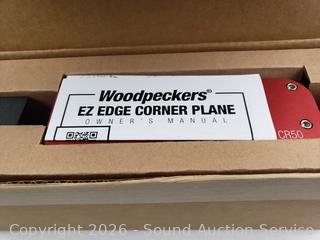 Woodpeckers®
EZ EDGE CORNER PLANE
OWNER'S MANUAL
CR50
Copyright 2026 - Sound Auction Service